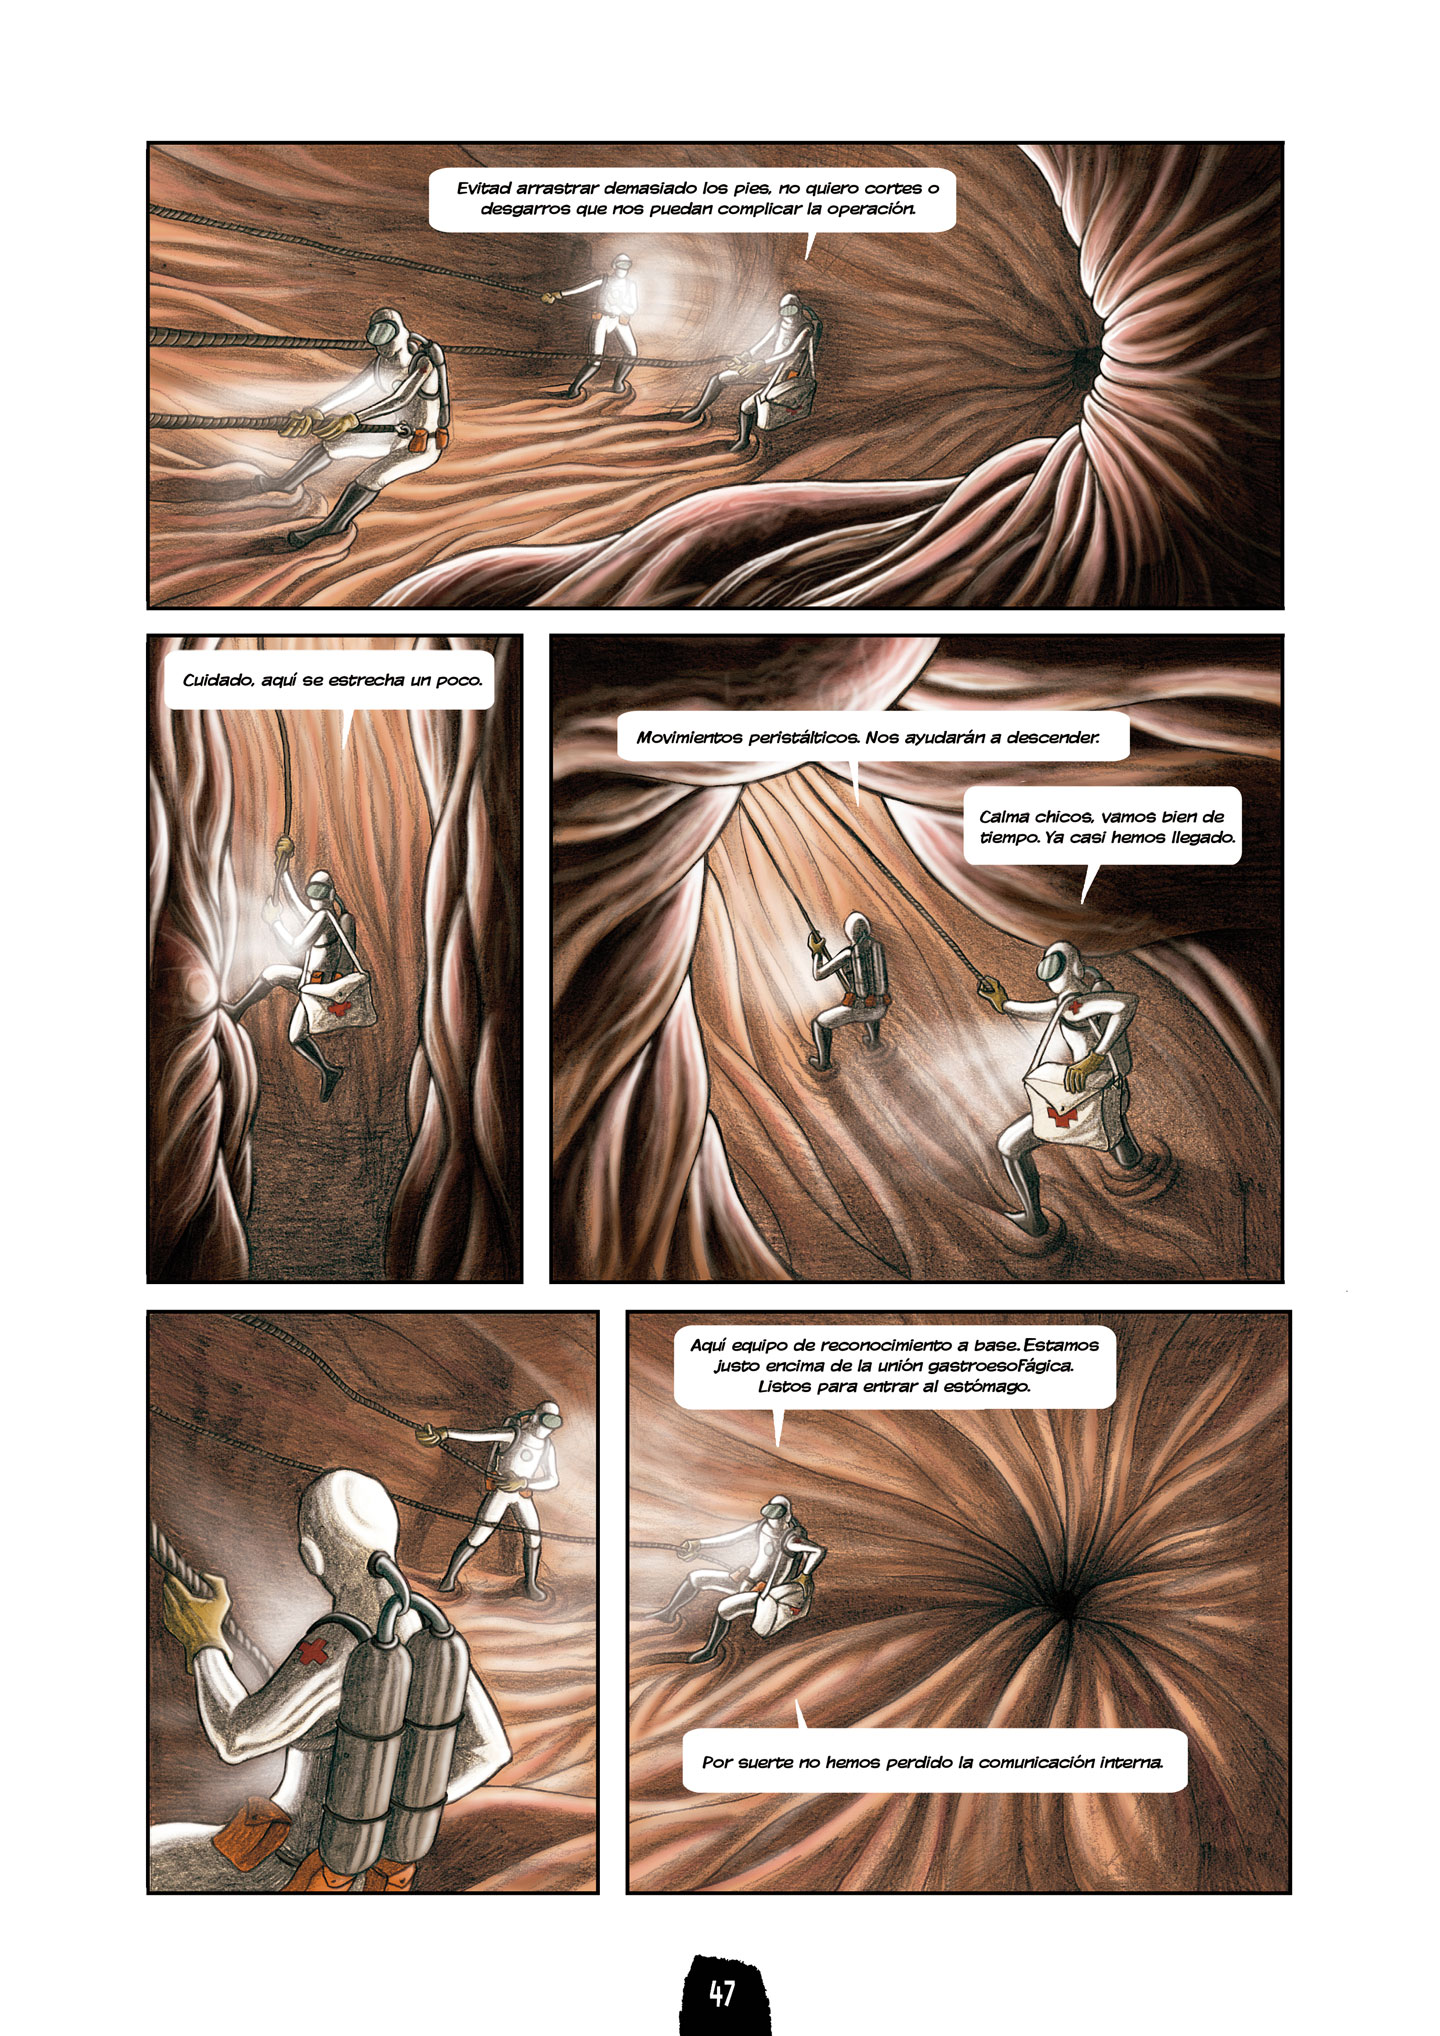 Evitad arrastrar demasiado los pies, no quiero cortes o
desgarros que nos puedan complicar la operación.
Cuidado, aquí se estrecha un poco.
Movimientos peristálticos. Nos ayudarán a descender.
Calma chicos, vamos bien de
tiempo. Ya casi hemos llegado.
Aquí equipo de reconocimiento a base. Estamos
justo encima de la unión gastroesofágica.
Listos para entrar al estómago.
Por suerte no hemos perdido la comunicación interna.
47